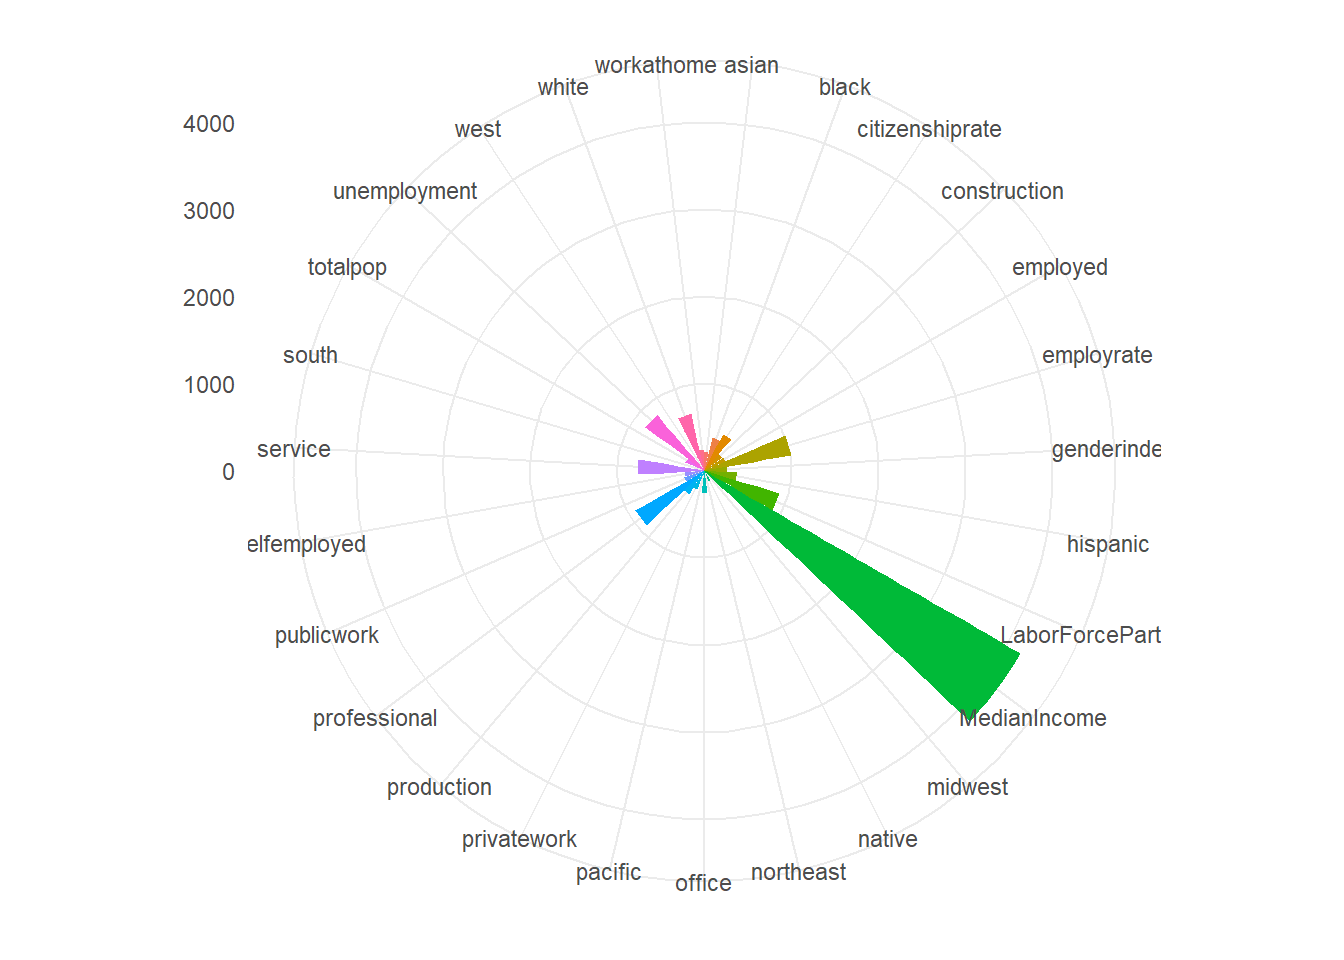 workathome
asian
white
black
4000
west
citizenshiprate
unemployment
construction
3000
totalpop
employed
2000
south
employrate
1000
service
genderinde
0
elfemployed
hispanic
publicwork
LaborForcePart
professional
MedianIncome
production
midwest
privatework
native
pacific
office
northeast